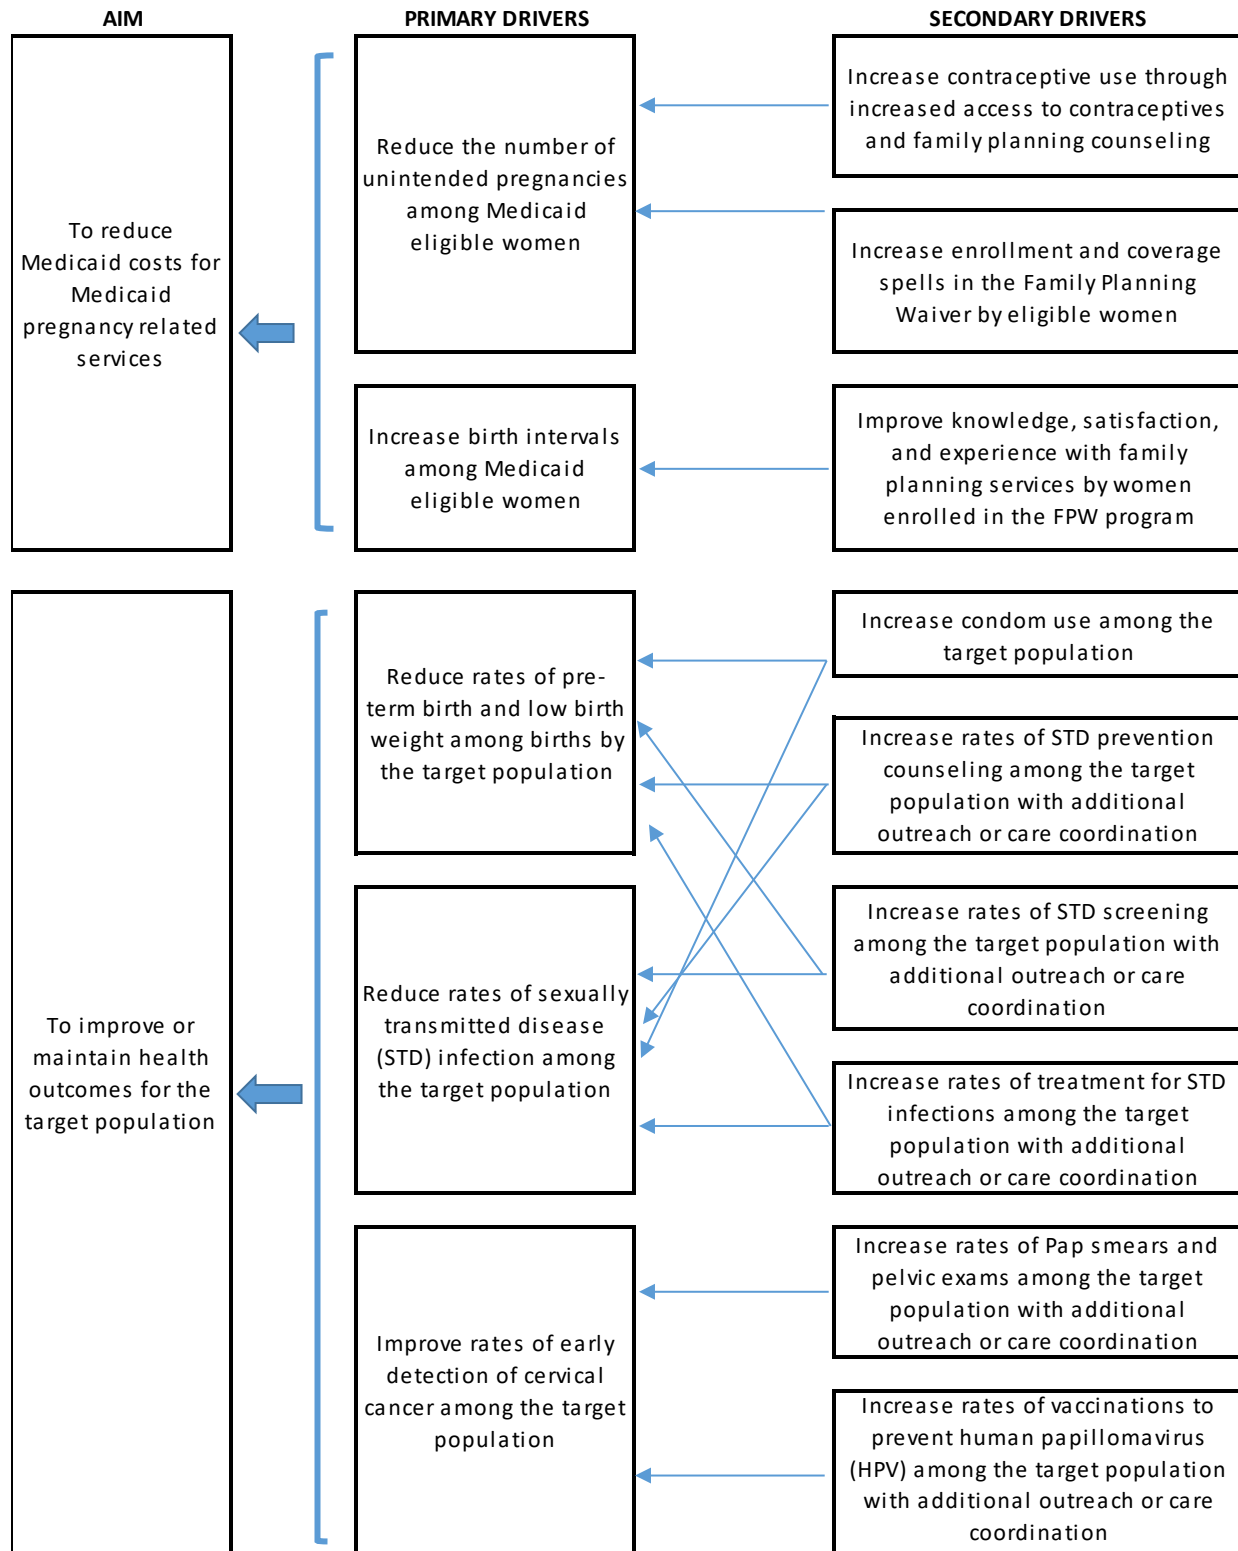 AIM
PRIMARY DRIVERS
SECONDARY DRIVERS
To reduce
Medicaid costs for
Medicaid
pregnancy related
services
Reduce the number of
unintended pregnancies
among Medicaid
eligible women
Increase birth intervals
among Medicaid
eligible women
Increase contraceptive use through
increased access to contraceptives
and family planning counseling
Increase enrollment and coverage
spells in the Family Planning
Waiver by eligible women
Improve knowledge, satisfaction,
and experience with family
planning services by women
enrolled in the FPW program
To improve or
maintain health
outcomes for the
target population
Reduce rates of pre-
term birth and low birth
weight among births by
the target population
Reduce rates of sexually
transmitted disease
(STD) infection among
the target population
Improve rates of early
detection of cervical
cancer among the target
population
Increase condom use among the
target population
Increase rates of STD prevention
counseling among the target
population with additional
outreach or care coordination
Increase rates of STD screening
among the target population with
additional outreach or care
coordination
Increase rates of treatment for STD
infections among the target
population with additional
outreach or care coordination
Increase rates of Pap smears and
pelvic exams among the target
population with additional
outreach or care coordination
Increase rates of vaccinations to
prevent human papillomavirus
(HPV) among the target population
with additional outreach or care
coordination